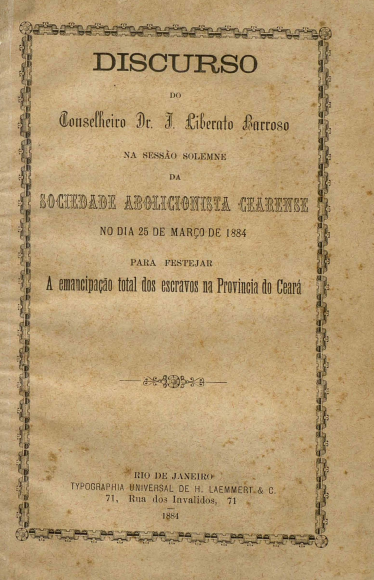 DISCURSO
DO
Conselheiro Dr. J. Liberato Barroso
NA SESSÃO SOLEMNE
DA
SOCIEDADE ABOLICIONISTA CEARENSE
NO DIA 25 DE MARÇO DE 1884
PARA FESTEJAR
A emancipação total dos escravos na Provincia do Ceará
RIO DE JANEIRO
TYPOGRAPHIA UNIVERSAL DE H. LAEMMERT & C.
71, Rua dos Invalidos, 71
1884